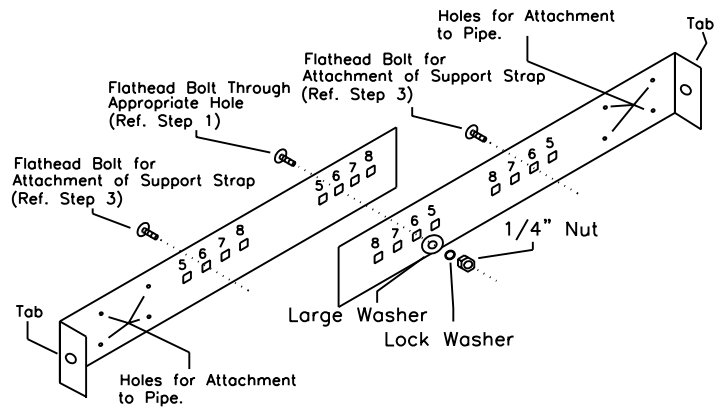 Holes for Attachment
to Pipe.
Tab
Flathead Bolt for
Attachment of Support Strap
(Ref. Step 3)
Flathead Bolt Through
Appropriate Hole
(Ref. Step 1)
Flathead Bolt for
Attachment of Support Strap
(Ref. Step 3)
5 6 7 8
8 7 6 5
5 6 7 8
8 7 6 5
1/4" Nut
Large Washer
Lock Washer
Tab
Holes for Attachment
to Pipe.